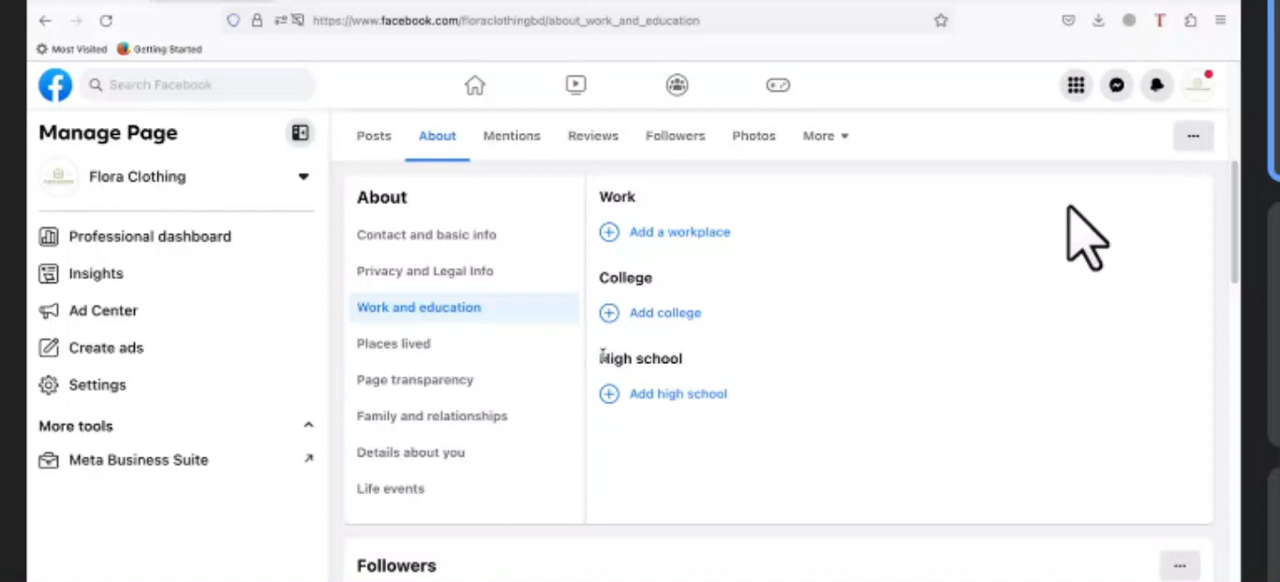 https://www.facebook.com/floraclothingbd/about_work_and_education
Most Visited Getting Started
Search Facebook
Manage Page
Flora Clothing
Professional dashboard
Insights
Ad Center
Create ads
Settings
More tools
Meta Business Suite
Posts About Mentions Reviews Followers Photos More
About
Contact and basic info
Privacy and Legal Info
Work and education
Places lived
Page transparency
Family and relationships
Details about you
Life events
Work
Add a workplace
College
Add college
High school
Add high school
Followers